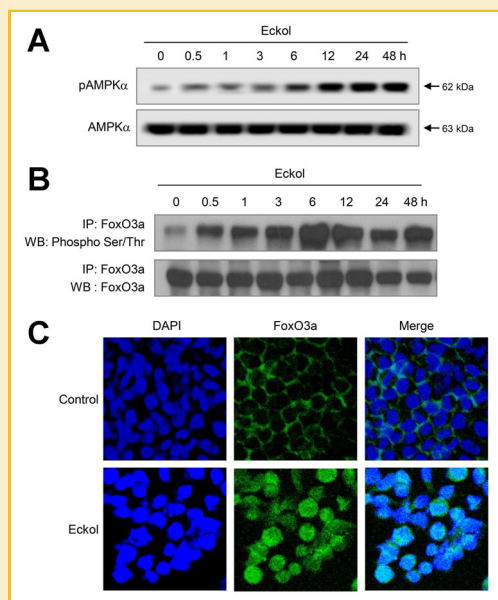 A
Eckol
0 0.5 1 3 6 12 24 48 h
pAMPKα 62 kDa
AMPKα 63 kDa
B
Eckol
0 0.5 1 3 6 12 24 48 h
IP: FoxO3a
WB: Phospho Ser/Thr
IP: FoxO3a
WB : FoxO3a
C
DAPI FoxO3a Merge
Control
Eckol